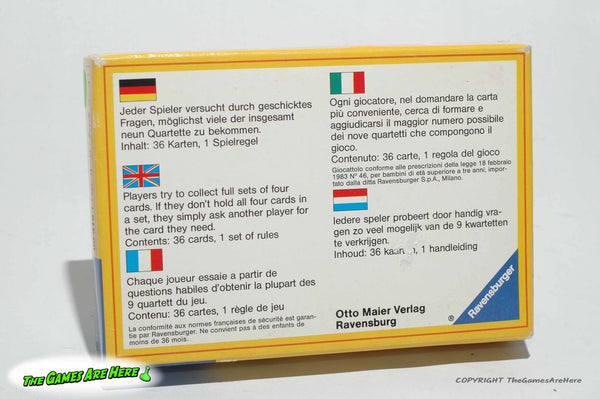 Jeder Spieler versucht durch geschicktes
Fragen, möglichst viele der insgesamt
neun Quartette zu bekommen.
Inhalt: 36 Karten, 1 Spielregel
Players try to collect full sets of four
cards. If they don't hold all four cards in
a set, they simply ask another player for
the card they need.
Contents: 36 cards, 1 set of rules
Chaque joueur essaie a partir de
questions habiles d'obtenir la plupart des
9 quartett du jeu.
Contenu: 36 cartes, 1 règle de jeu
La conformité aux normes françaises de sécurité est garan-
tie par Ravensburger. Ne convient pas à des enfants de
moins de 36 mois.
Ogni giocatore, nel domandare la carta
più conveniente, cerca di formare e
aggiudicarsi il maggior numero possibile
dei nove quartetti che compongono il
gioco.
Contenuto: 36 carte, 1 regola del gioco
Giocattolo conforme alle prescrizioni della legge 18 febbraio
1983 N° 46, per bambini di età superiore a tre anni, impor-
tato dalla ditta Ravensburger S.p.A., Milano.
Iedere speler probeert door handig vra-
gen zo veel mogelijk van de 9 kwartetten
te verkrijgen.
Inhoud: 36 1 handleiding
Otto Maier Verlag
Ravensburg
®
Ravensburger
The Games Are Here
COPYRIGHT TheGamesAreHere